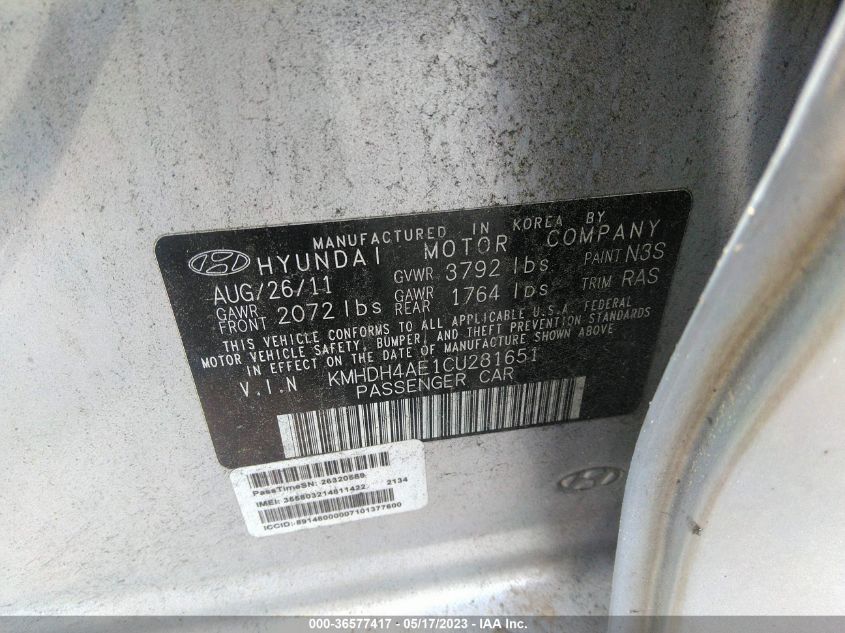 MANUFACTURED IN KOREA BY
HYUNDAI MOTOR COMPANY
AUG/26/11 GVWR 3792 lbs PAINT N3S
GAWR FRONT 2072 lbs GAWR REAR 1764 lbs TRIM RAS
THIS VEHICLE CONFORMS TO ALL APPLICABLE U.S.A. FEDERAL
MOTOR VEHICLE SAFETY, BUMPER, AND THEFT PREVENTION STANDARDS
IN EFFECT ON THE DATE OF MANUFACTURE SHOWN ABOVE
V.I.N KMHDH4AE1CU281651
PASSENGER CAR
PassTimeSN: 26320589
2134
IMEI: 355803214811422
ICCID: 89146000007101377600
000-36577417 - 05/17/2023 - IAA Inc.